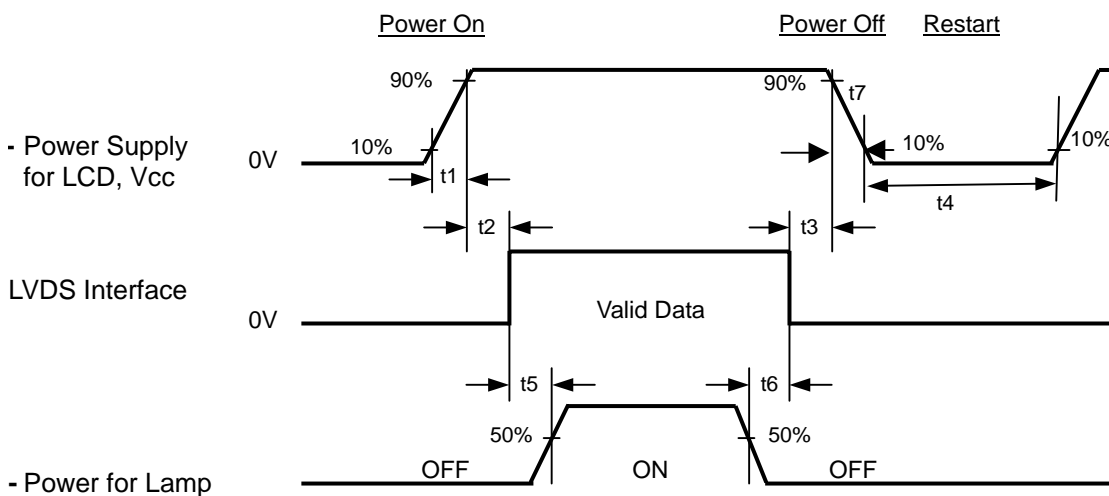 Power On
Power Off
Restart
90%
90%
t7
- Power Supply
for LCD, Vcc
0V
10%
10%
10%
t1
t4
t2
t3
LVDS Interface
0V
Valid Data
t5
t6
50%
50%
- Power for Lamp
OFF
ON
OFF